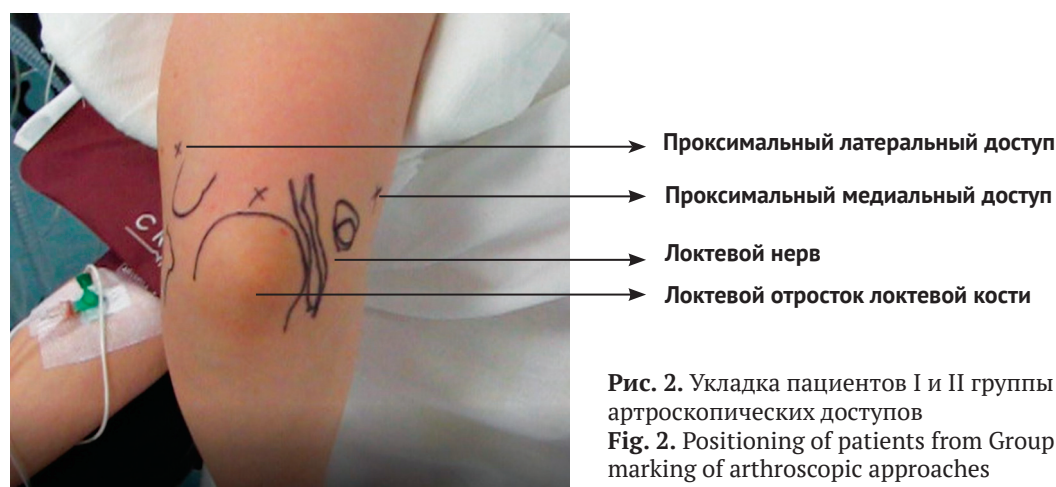 Проксимальный латеральный доступ
Проксимальный медиальный доступ
Локтевой нерв
Локтевой отросток локтевой кости
Рис. 2. Укладка пациентов I и II группы
артроскопических доступов
Fig. 2. Positioning of patients from Group
marking of arthroscopic approaches